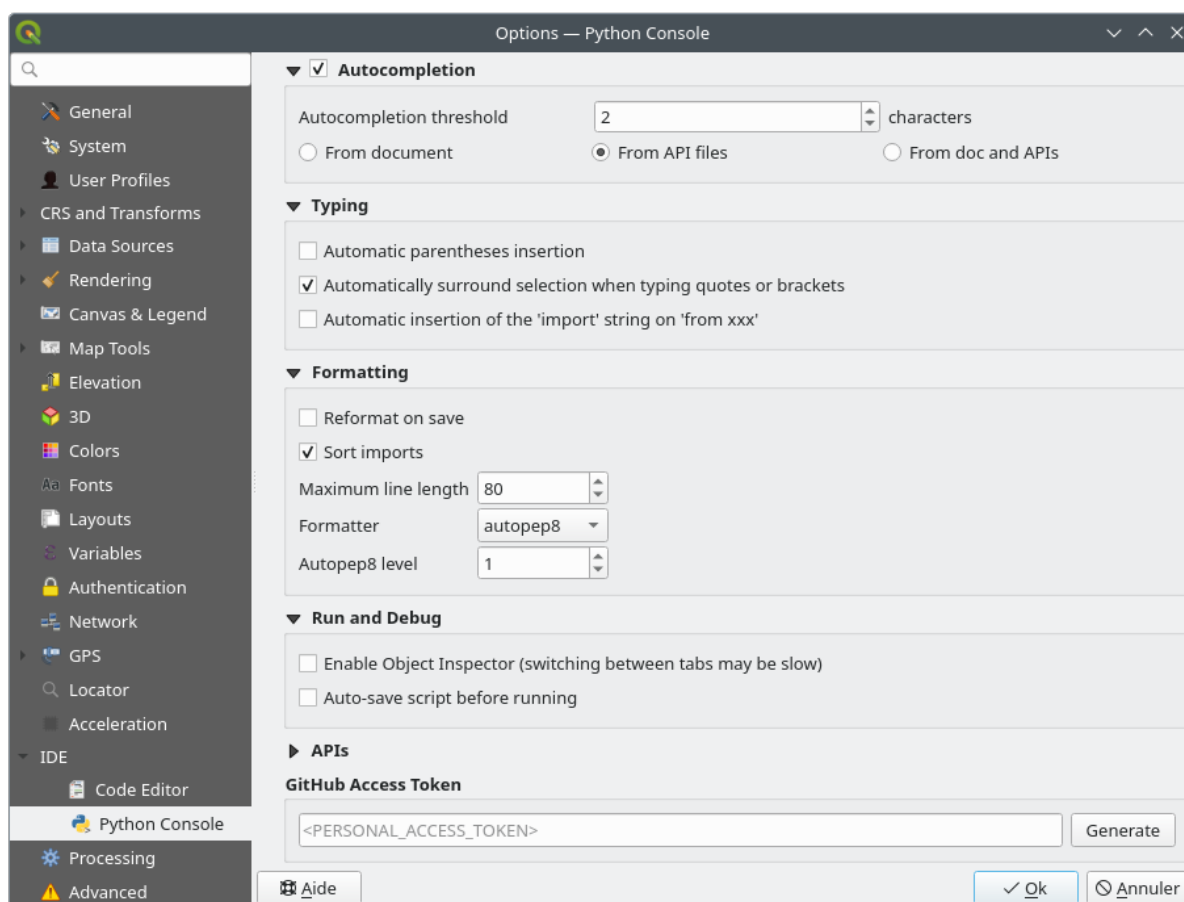 Options — Python Console
General
System
User Profiles
CRS and Transforms
Data Sources
Rendering
Canvas & Legend
Map Tools
Elevation
3D
Colors
Aa Fonts
Layouts
Variables
Authentication
Network
GPS
Locator
Acceleration
IDE
Code Editor
Python Console
Processing
Advanced
Autocompletion
Autocompletion threshold 2 characters
From document From API files From doc and APIs
Typing
Automatic parentheses insertion
Automatically surround selection when typing quotes or brackets
Automatic insertion of the 'import' string on 'from xxx'
Formatting
Reformat on save
Sort imports
Maximum line length 80
Formatter autopep8
Autopep8 level 1
Run and Debug
Enable Object Inspector (switching between tabs may be slow)
Auto-save script before running
APIs
GitHub Access Token
<PERSONAL_ACCESS_TOKEN> Generate
Aide Ok Annuler